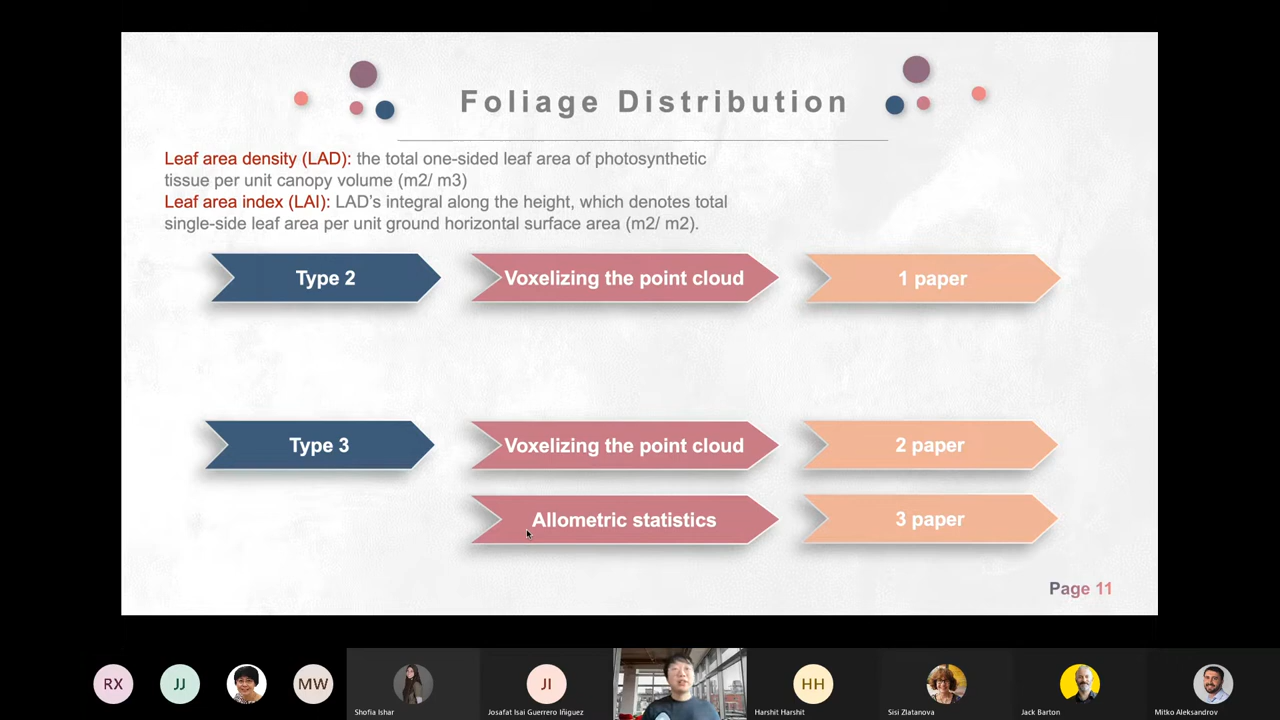 Foliage Distribution
Leaf area density (LAD): the total one-sided leaf area of photosynthetic
tissue per unit canopy volume (m2/ m3)
Leaf area index (LAI): LAD's integral along the height, which denotes total
single-side leaf area per unit ground horizontal surface area (m2/ m2).
Type 2
Voxelizing the point cloud
1 paper
Type 3
Voxelizing the point cloud
2 paper
Allometric statistics
3 paper
Page 11
RX
JJ
MW
JI
HH
Shofia Ishar
Josafat Isai Guerrero Iñiguez
Harshit Harshit
Sisi Zlatanova
Jack Barton
Mitko Aleksandrov